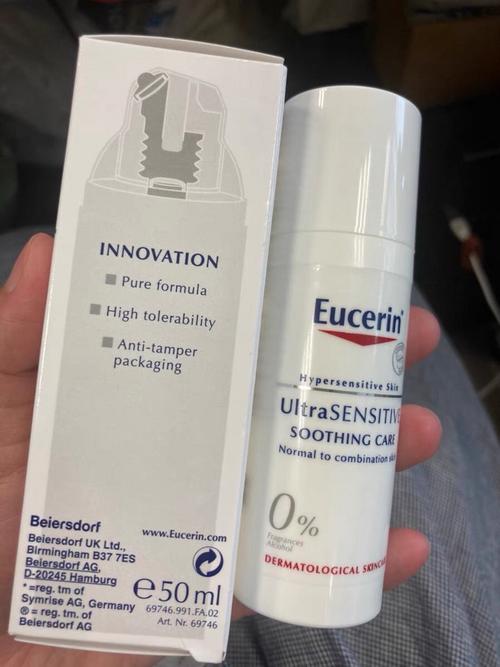 INNOVATION
Pure formula
High tolerability
Anti-tamper
packaging
Beiersdorf
Beiersdorf UK Ltd.,
Birmingham B37 7ES
Beiersdorf AG,
D-20245 Hamburg
*=reg. tm of
Symrise AG, Germany
®= reg. tm. of
Beiersdorf AG
www.Eucerin.com
e 50 ml
69746.991.FA.02
Art. Nr. 69746
Eucerin®
Hypersensitive Skin
UltraSENSITIVE
SOOTHING CARE
Normal to combination skin
0%
Fragrances
Alcohol
DERMATOLOGICAL SKINCARE